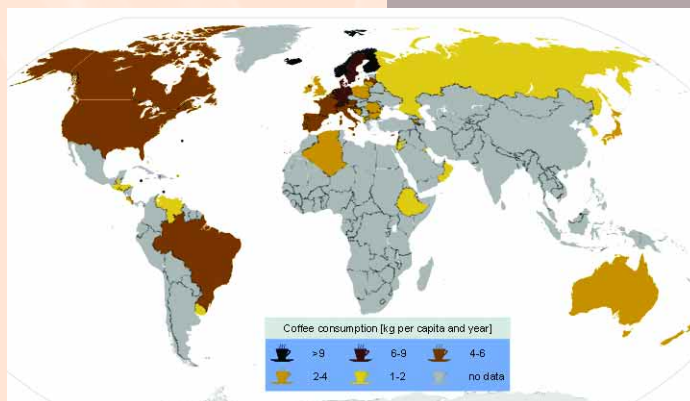 Coffee consumption [kg per capita and year]
>9 6-9 4-6
2-4 1-2 no data